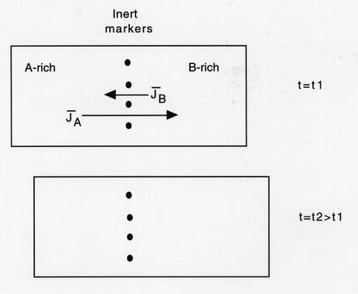 Inert
markers
A-rich
B-rich
J̅B
J̅A
t=t1
t=t2>t1